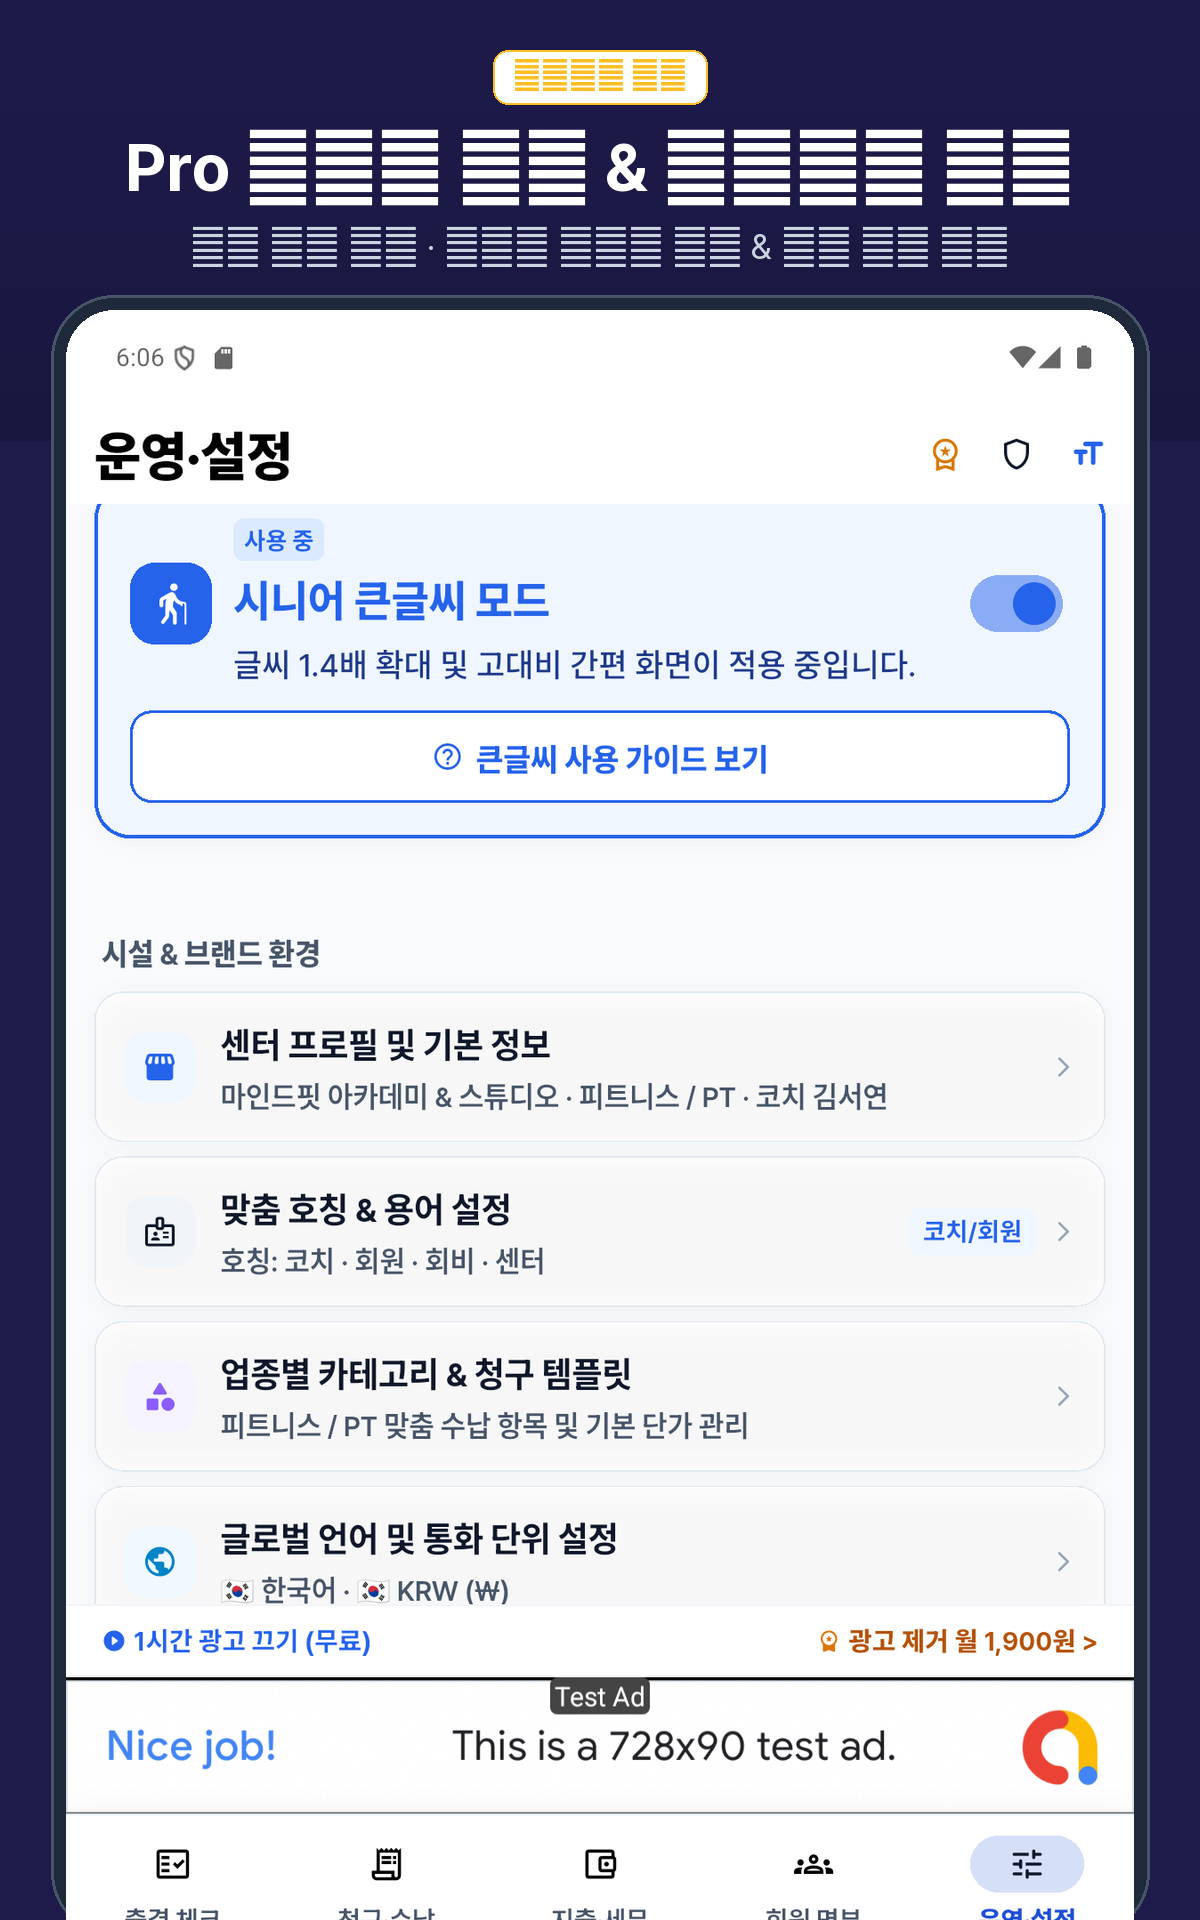 Pro &
· &
6:06
운영·설정
사용 중
시니어 큰글씨 모드
글씨 1.4배 확대 및 고대비 간편 화면이 적용 중입니다.
큰글씨 사용 가이드 보기
시설 & 브랜드 환경
센터 프로필 및 기본 정보
마인드핏 아카데미 & 스튜디오 · 피트니스 / PT · 코치 김서연
맞춤 호칭 & 용어 설정
코치/회원
호칭: 코치 · 회원 · 회비 · 센터
업종별 카테고리 & 청구 템플릿
피트니스 / PT 맞춤 수납 항목 및 기본 단가 관리
글로벌 언어 및 통화 단위 설정
🇰🇷 한국어 · 🇰🇷 KRW (₩)
1시간 광고 끄기 (무료)
광고 제거 월 1,900원 >
Test Ad
Nice job!
This is a 728x90 test ad.
운영·설정